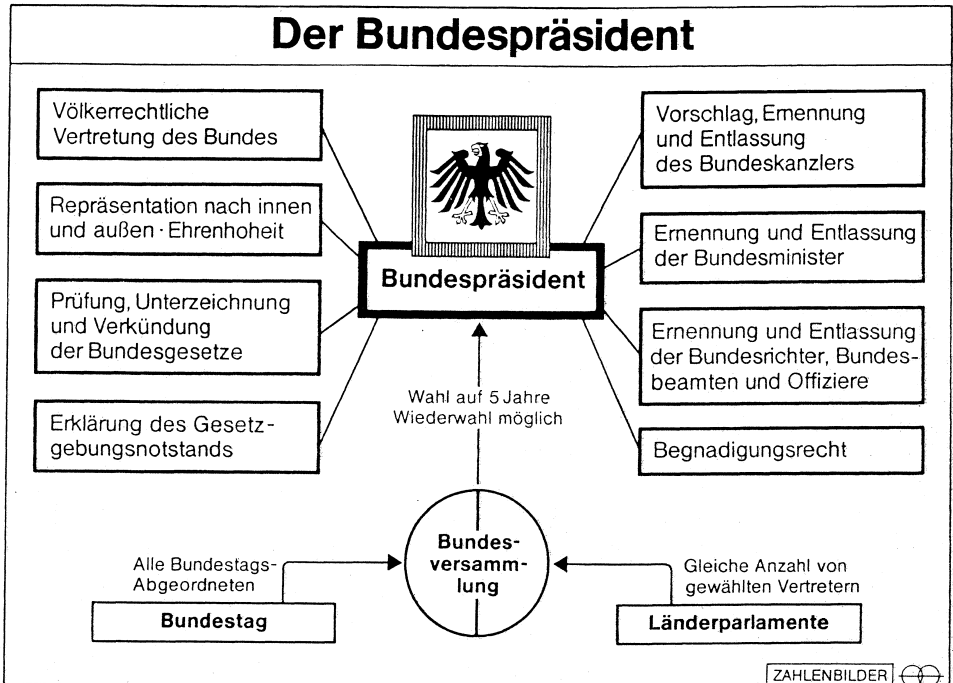 Der Bundespräsident
Völkerrechtliche
Vertretung des Bundes
Repräsentation nach innen
und außen · Ehrenhoheit
Prüfung, Unterzeichnung
und Verkündung
der Bundesgesetze
Erklärung des Gesetz-
gebungsnotstands
Bundespräsident
Vorschlag, Ernennung
und Entlassung
des Bundeskanzlers
Ernennung und Entlassung
der Bundesminister
Ernennung und Entlassung
der Bundesrichter, Bundes-
beamten und Offiziere
Begnadigungsrecht
Wahl auf 5 Jahre
Wiederwahl möglich
Bundes-
versamm-
lung
Alle Bundestags-
Abgeordneten
Bundestag
Gleiche Anzahl von
gewählten Vertretern
Länderparlamente
ZAHLENBILDER